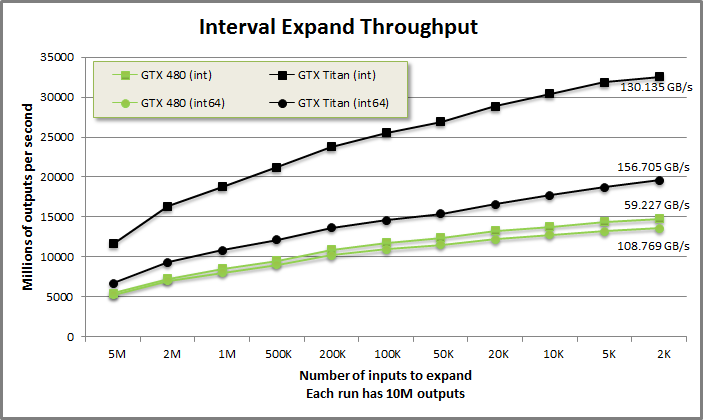 Interval Expand Throughput
GTX 480 (int)
GTX Titan (int)
GTX 480 (int64)
GTX Titan (int64)
Millions of outputs per second
35000
30000
25000
20000
15000
10000
5000
0
130.135 GB/s
156.705 GB/s
59.227 GB/s
108.769 GB/s
5M 2M 1M 500K 200K 100K 50K 20K 10K 5K 2K
Number of inputs to expand
Each run has 10M outputs